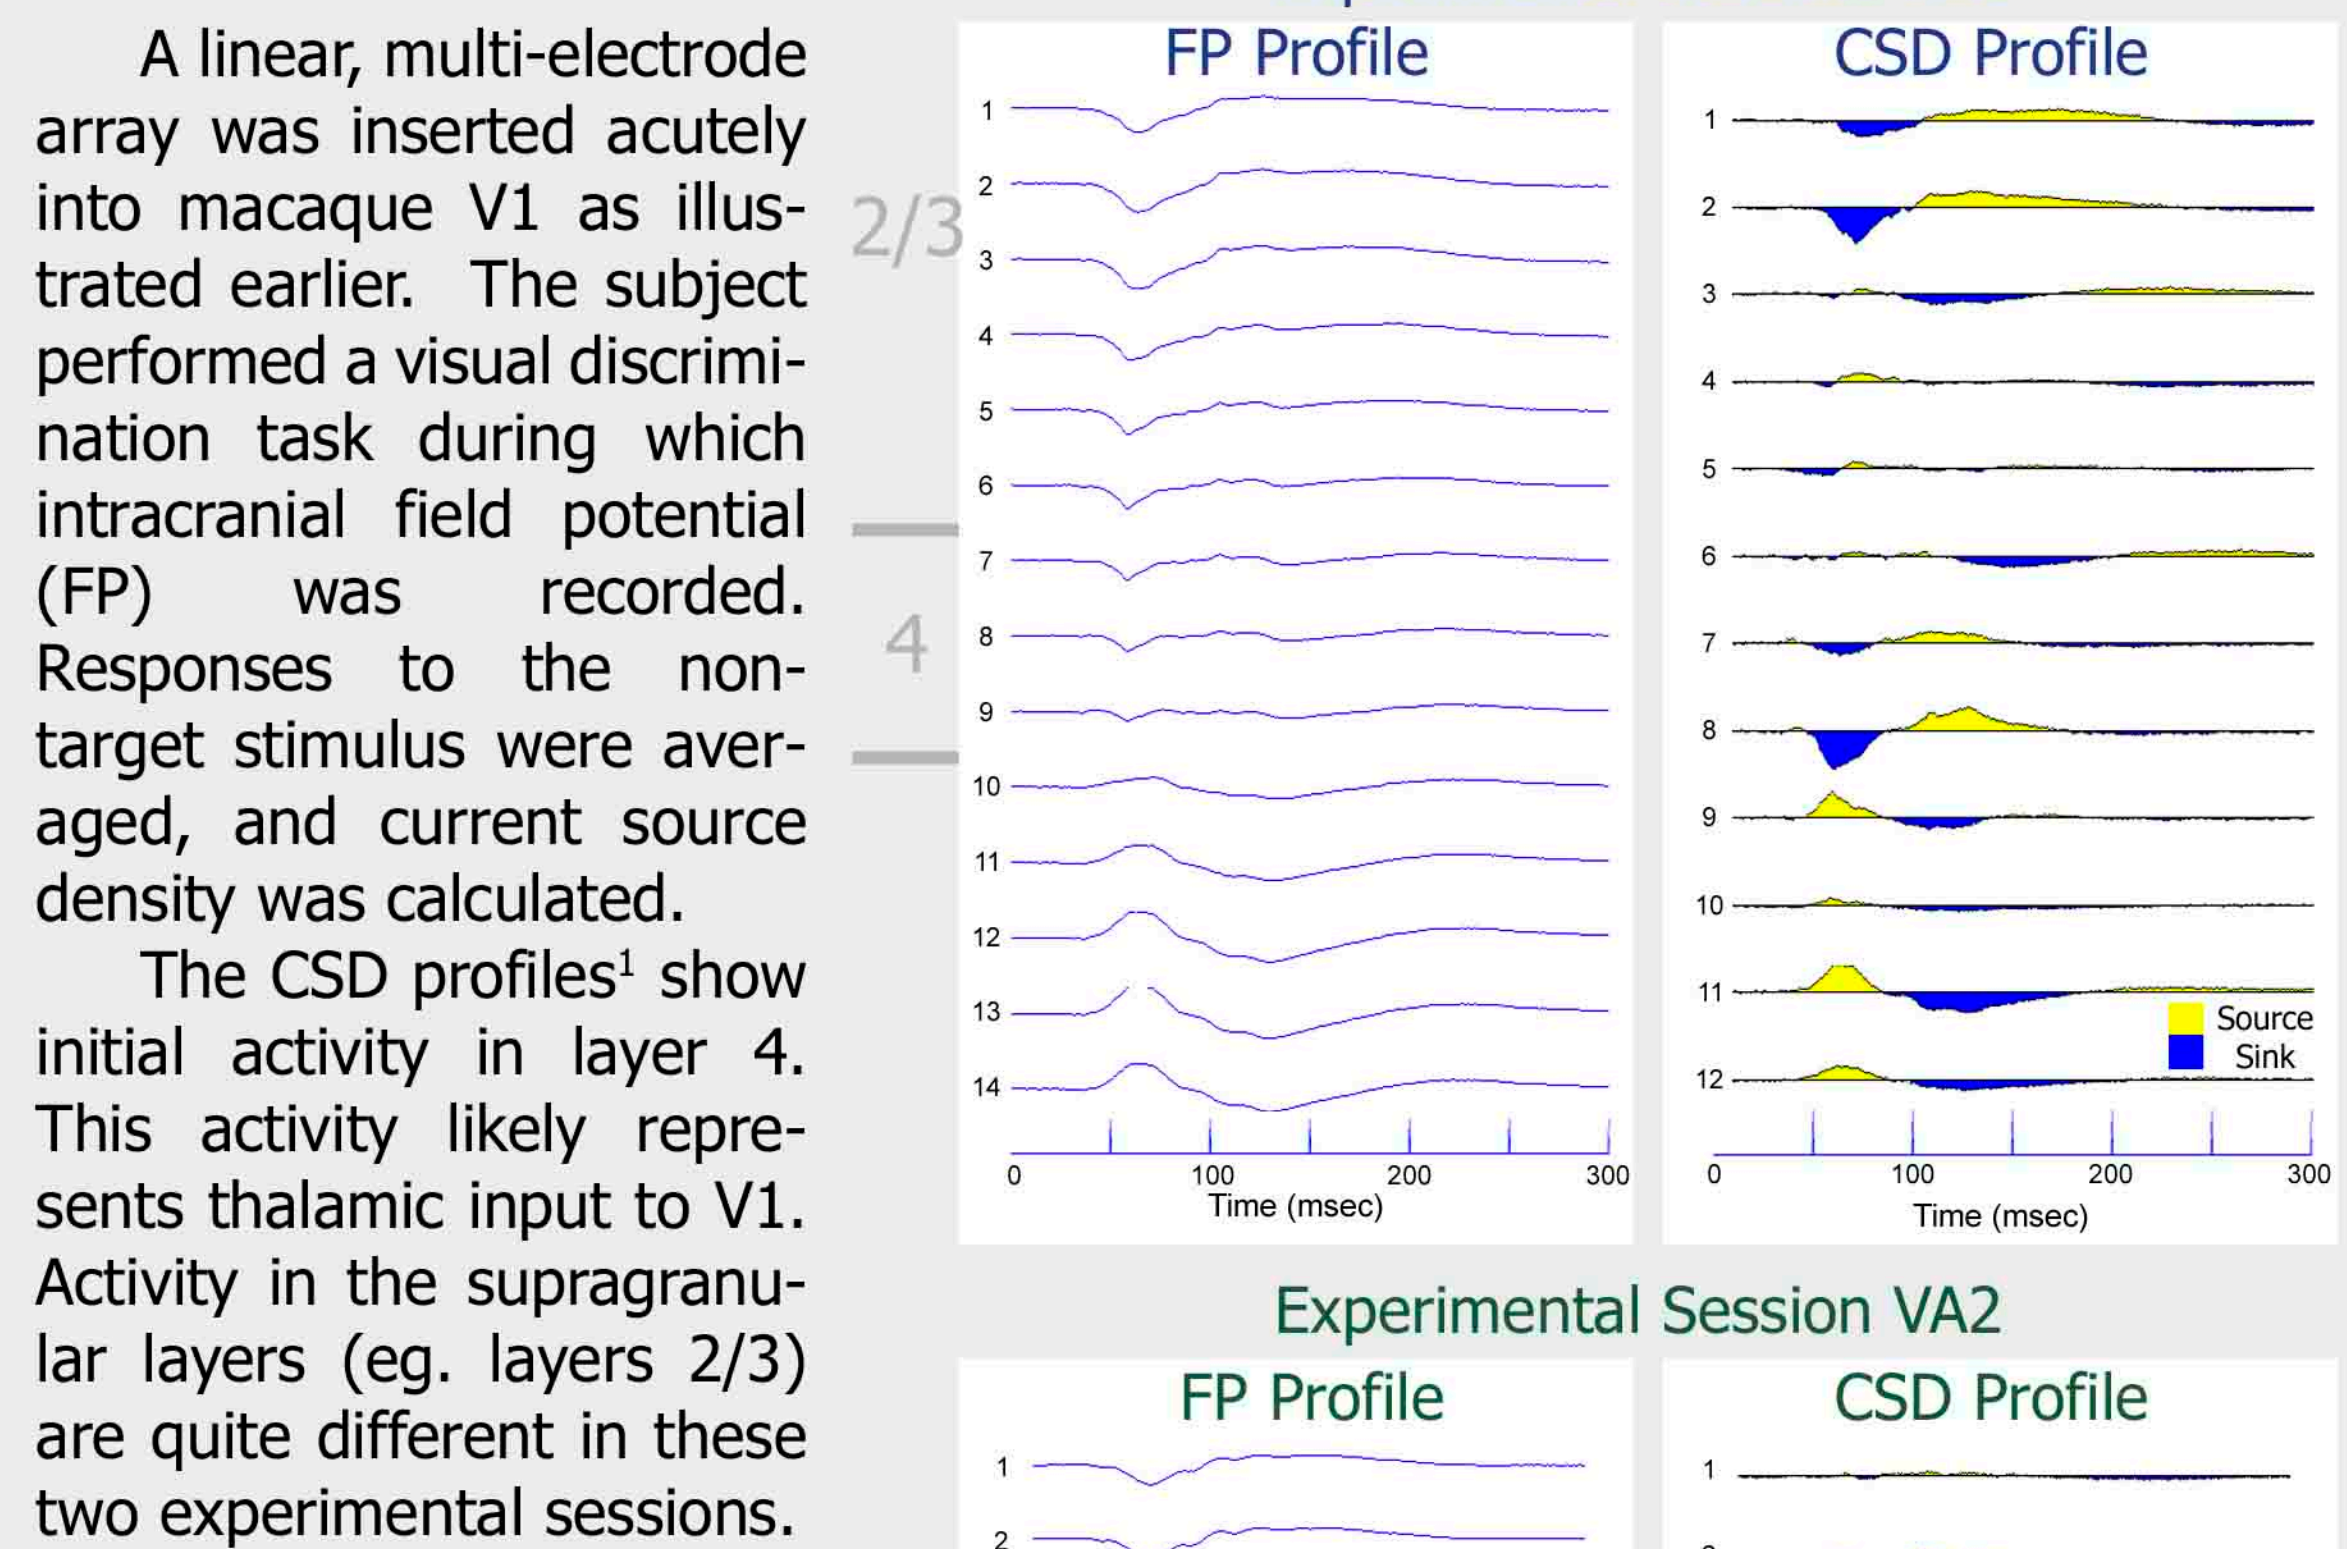 A linear, multi-electrode
array was inserted acutely
into macaque V1 as illus-
trated earlier. The subject
performed a visual discrimi-
nation task during which
intracranial field potential
(FP) was recorded.
Responses to the non-
target stimulus were aver-
aged, and current source
density was calculated.
The CSD profiles¹ show
initial activity in layer 4.
This activity likely repre-
sents thalamic input to V1.
Activity in the supragranu-
lar layers (eg. layers 2/3)
are quite different in these
two experimental sessions.
2/3
4
FP Profile
1
2
3
4
5
6
7
8
9
10
11
12
13
14
0 100 200 300
Time (msec)
CSD Profile
1
2
3
4
5
6
7
8
9
10
11
12
Source
Sink
0 100 200 300
Time (msec)
Experimental Session VA2
FP Profile
1
2
CSD Profile
1